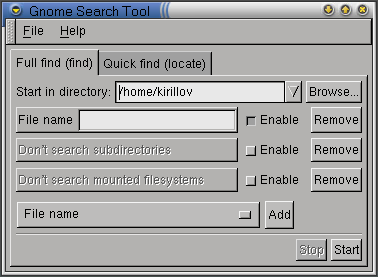 Gnome Search Tool
File Help
Full find (find) Quick find (locate)
Start in directory: /home/kirillov Browse...
File name Enable Remove
Don't search subdirectories Enable Remove
Don't search mounted filesystems Enable Remove
File name Add
Stop Start